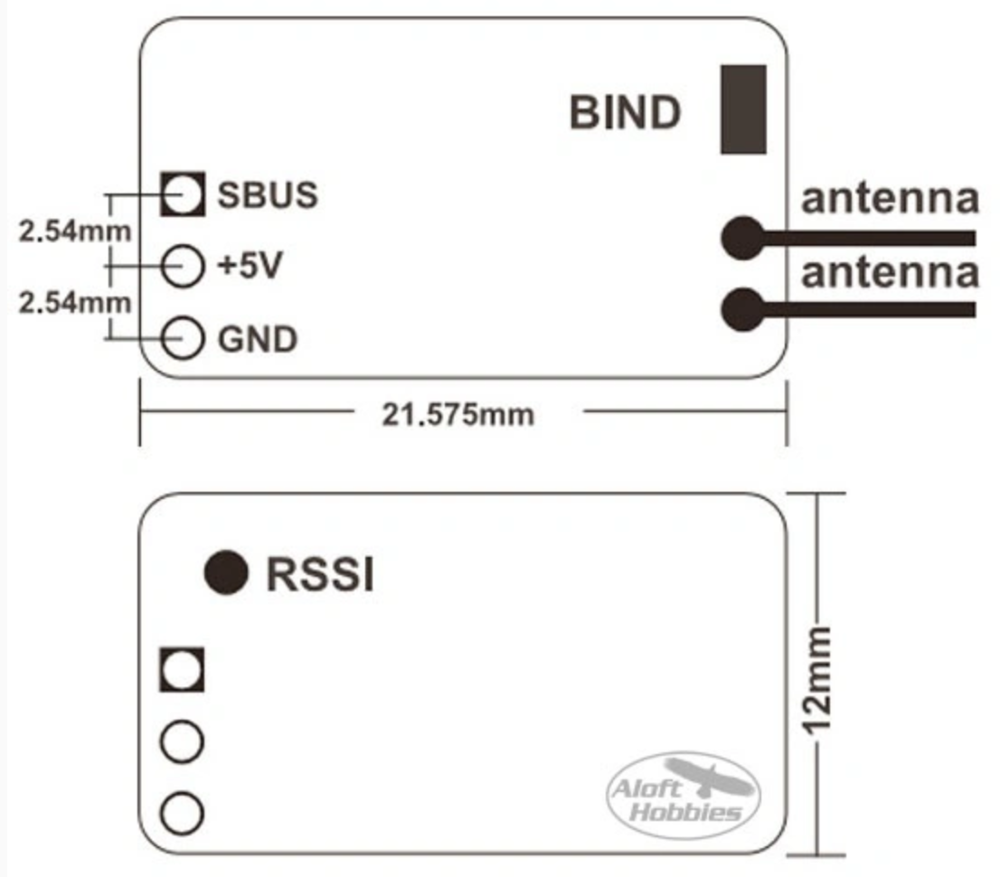 BIND
SBUS
antenna
2.54mm
+5V
antenna
2.54mm
GND
21.575mm
RSSI
12mm
Aloft
Hobbies